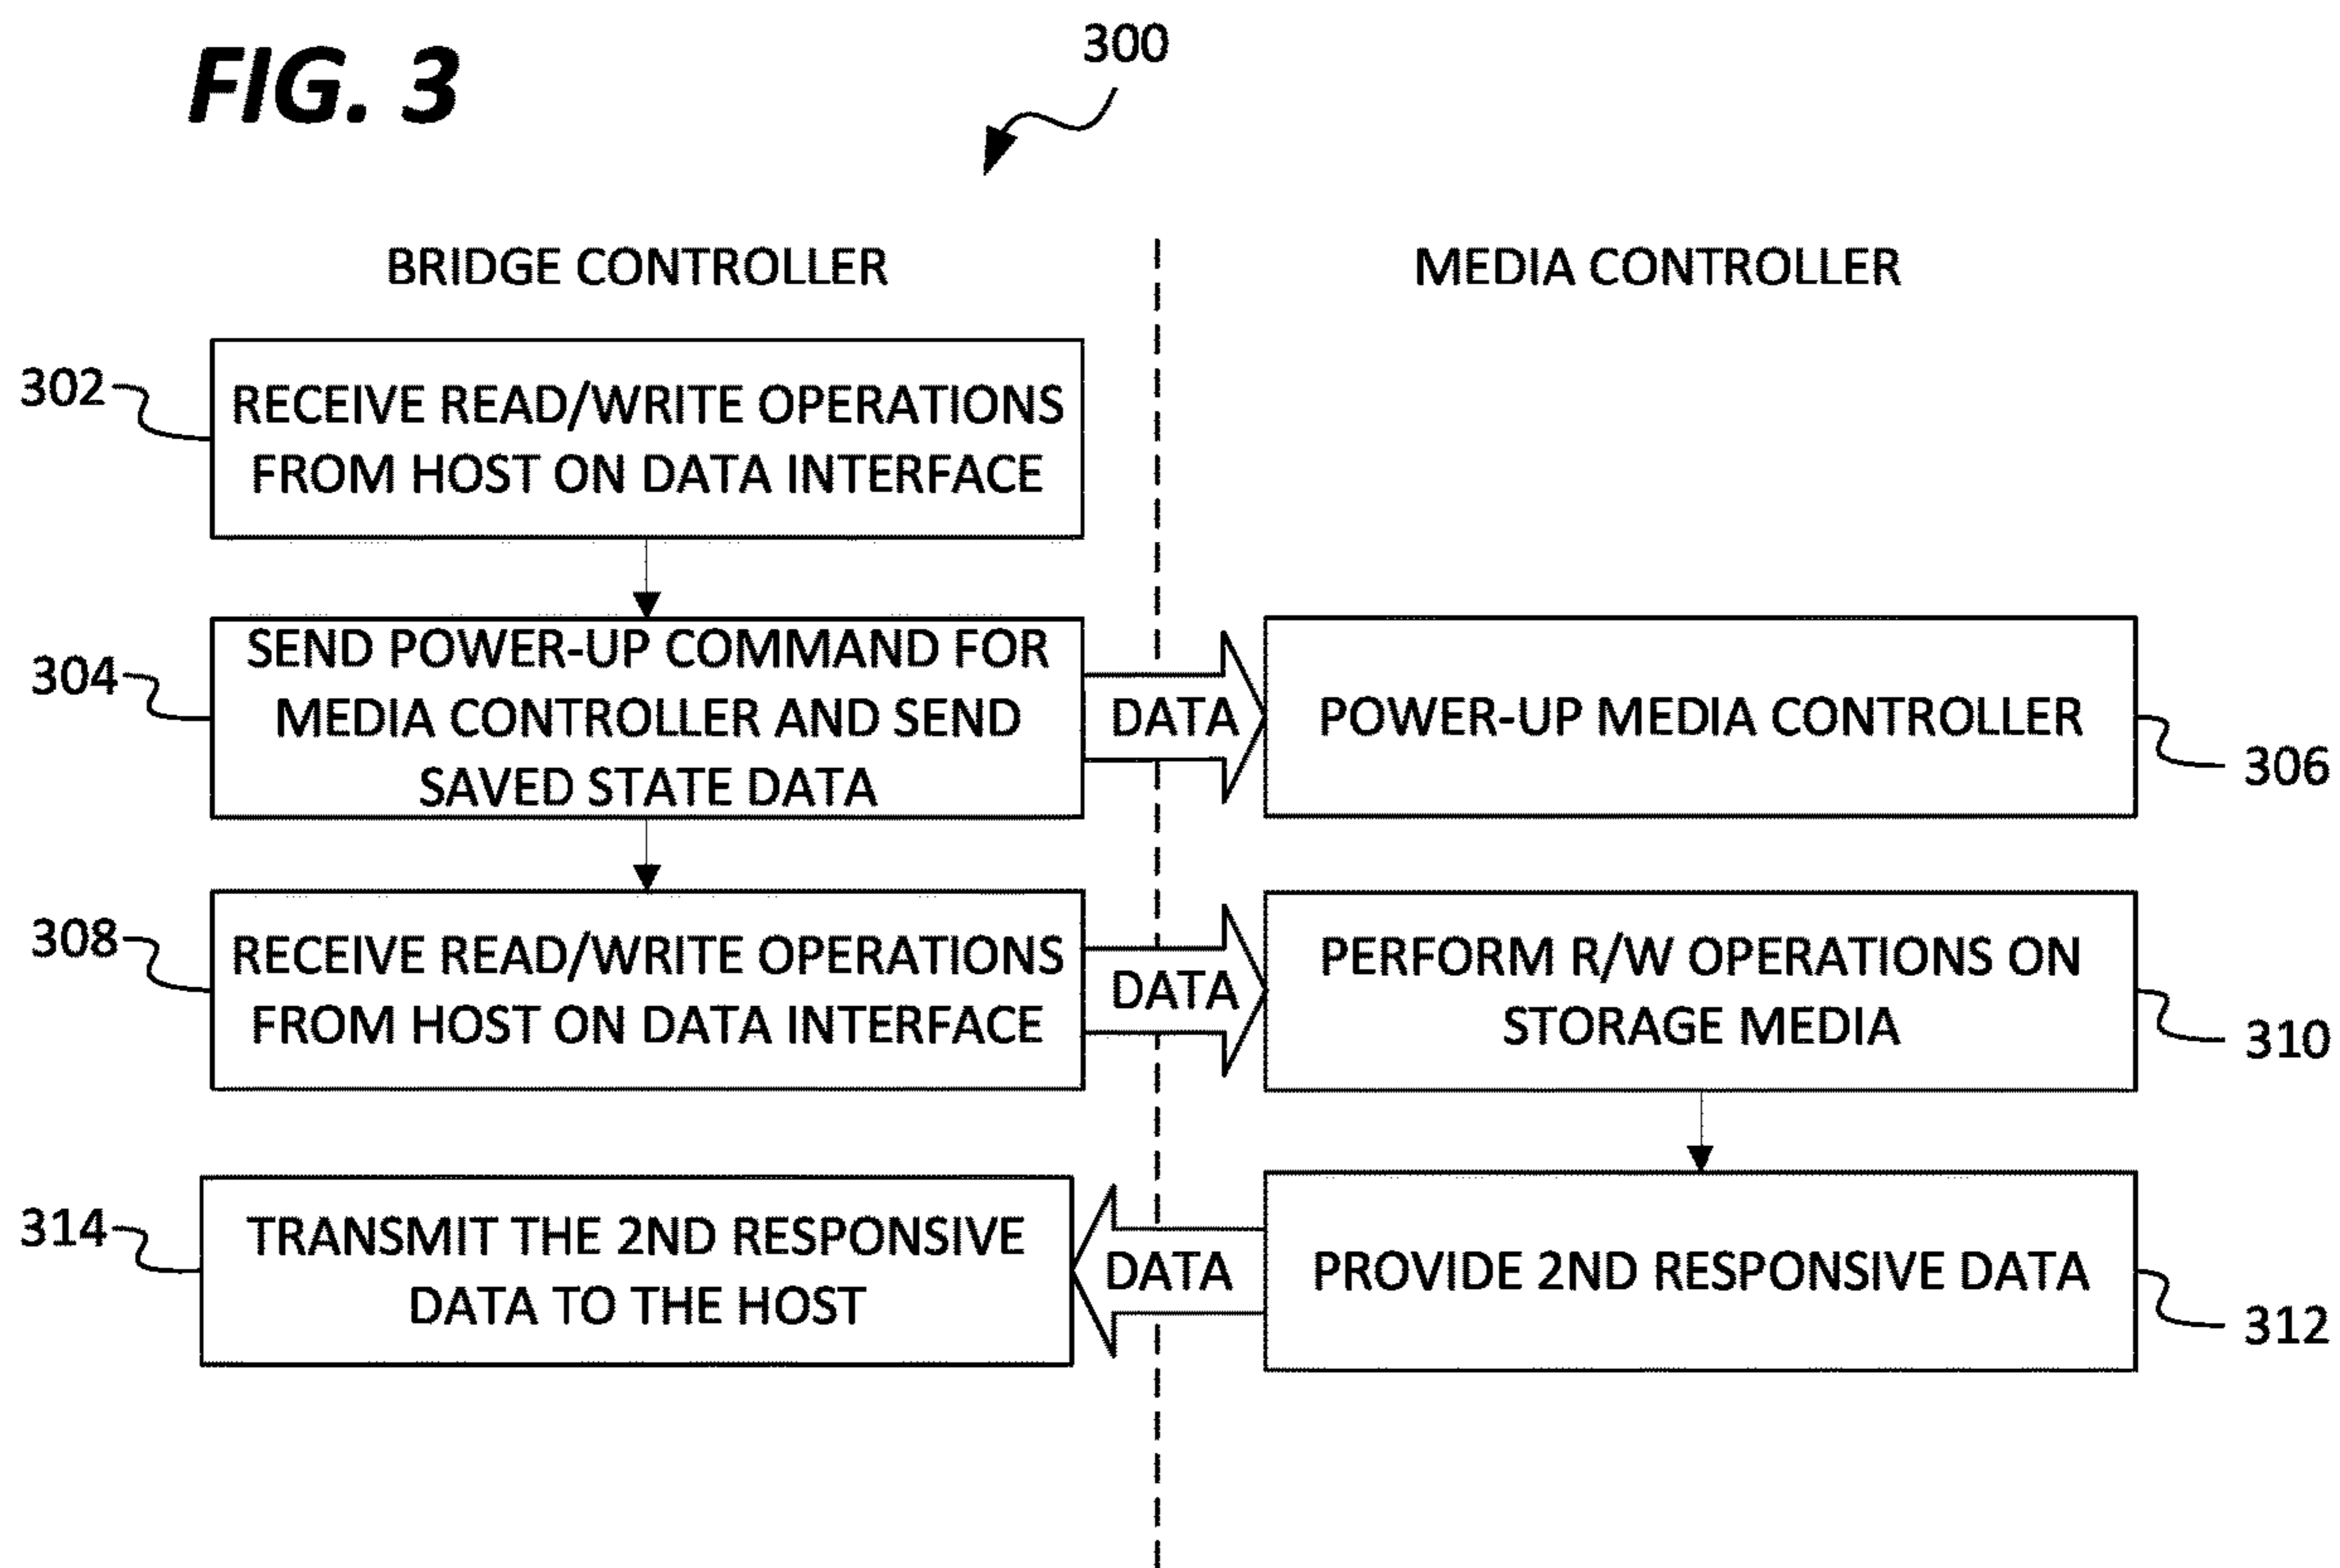 FIG. 3
300
BRIDGE CONTROLLER
MEDIA CONTROLLER
302
RECEIVE READ/WRITE OPERATIONS
FROM HOST ON DATA INTERFACE
304
SEND POWER-UP COMMAND FOR
MEDIA CONTROLLER AND SEND
SAVED STATE DATA
DATA
POWER-UP MEDIA CONTROLLER
306
308
RECEIVE READ/WRITE OPERATIONS
FROM HOST ON DATA INTERFACE
DATA
PERFORM R/W OPERATIONS ON
STORAGE MEDIA
310
314
TRANSMIT THE 2ND RESPONSIVE
DATA TO THE HOST
DATA
PROVIDE 2ND RESPONSIVE DATA
312